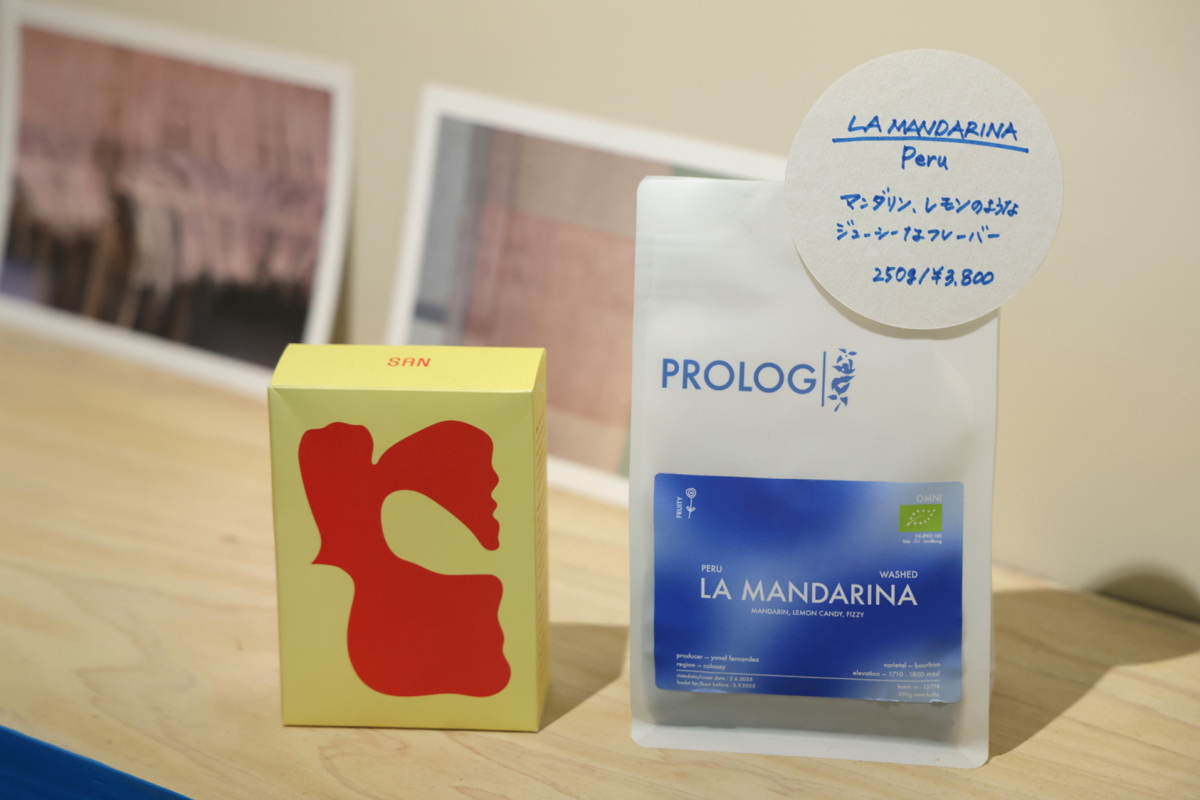 LA MANDARINA
Peru
マンダリン、レモンのような
ジューシーなフレーバー
250g/¥3,800
SAN
PROLOG
FRUITY
OMNI
PERU
WASHED
LA MANDARINA
MANDARIN, LEMON CANDY, FIZZY
producer – yonal fernandez
region – colasay
varietal – bourbon
elevation – 1710 - 1800 masl